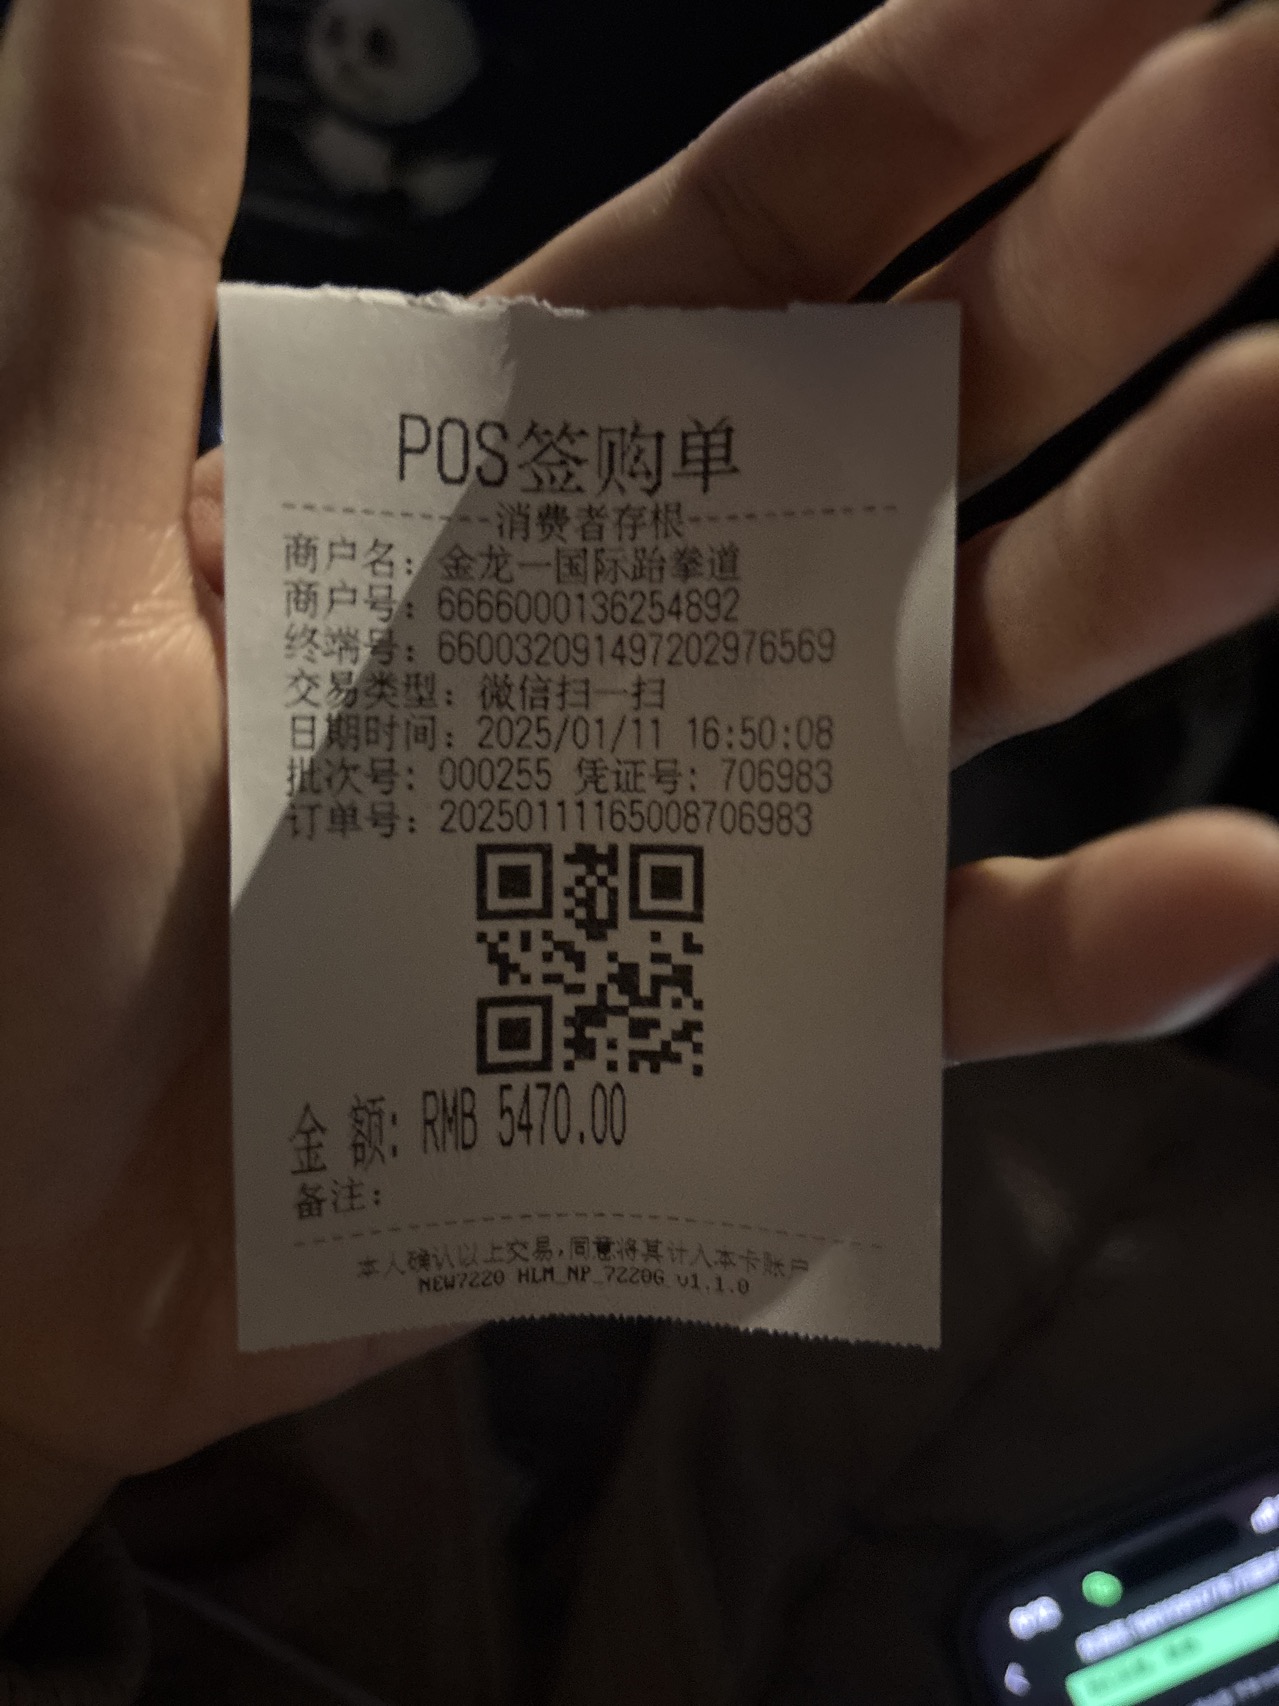 POS签购单
消费者存根
商户名：金龙一国际跆拳道
商户号：6666000136254892
终端号：660032091497202976569
交易类型：微信扫一扫
日期时间：2025/01/11 16:50:08
批次号：000255 凭证号：706983
订单号：20250111165008706983
金 额：RMB 5470.00
备注：
本人确认以上交易,同意将其计入本卡账户
NEW7220 HLM_NP_7220G_v1.1.0